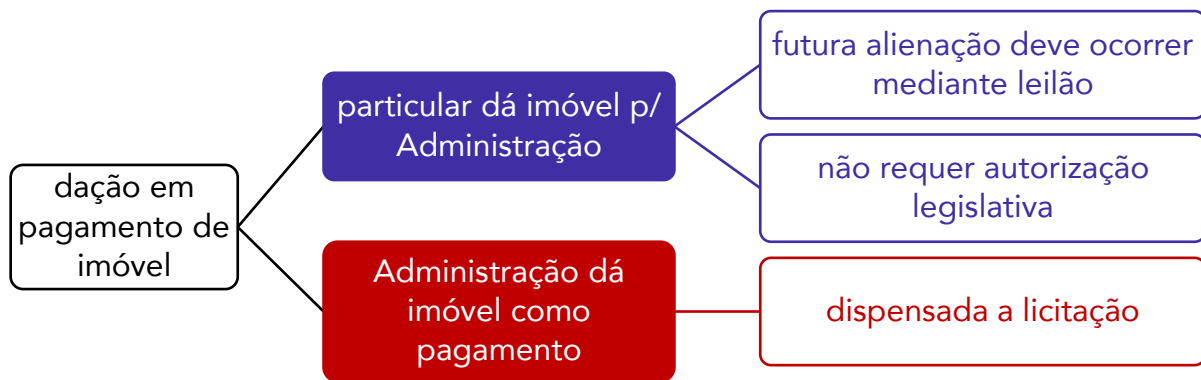 dação em
pagamento de
imóvel
particular dá imóvel p/
Administração
futura alienação deve ocorrer
mediante leilão
não requer autorização
legislativa
Administração dá
imóvel como
pagamento
dispensada a licitação